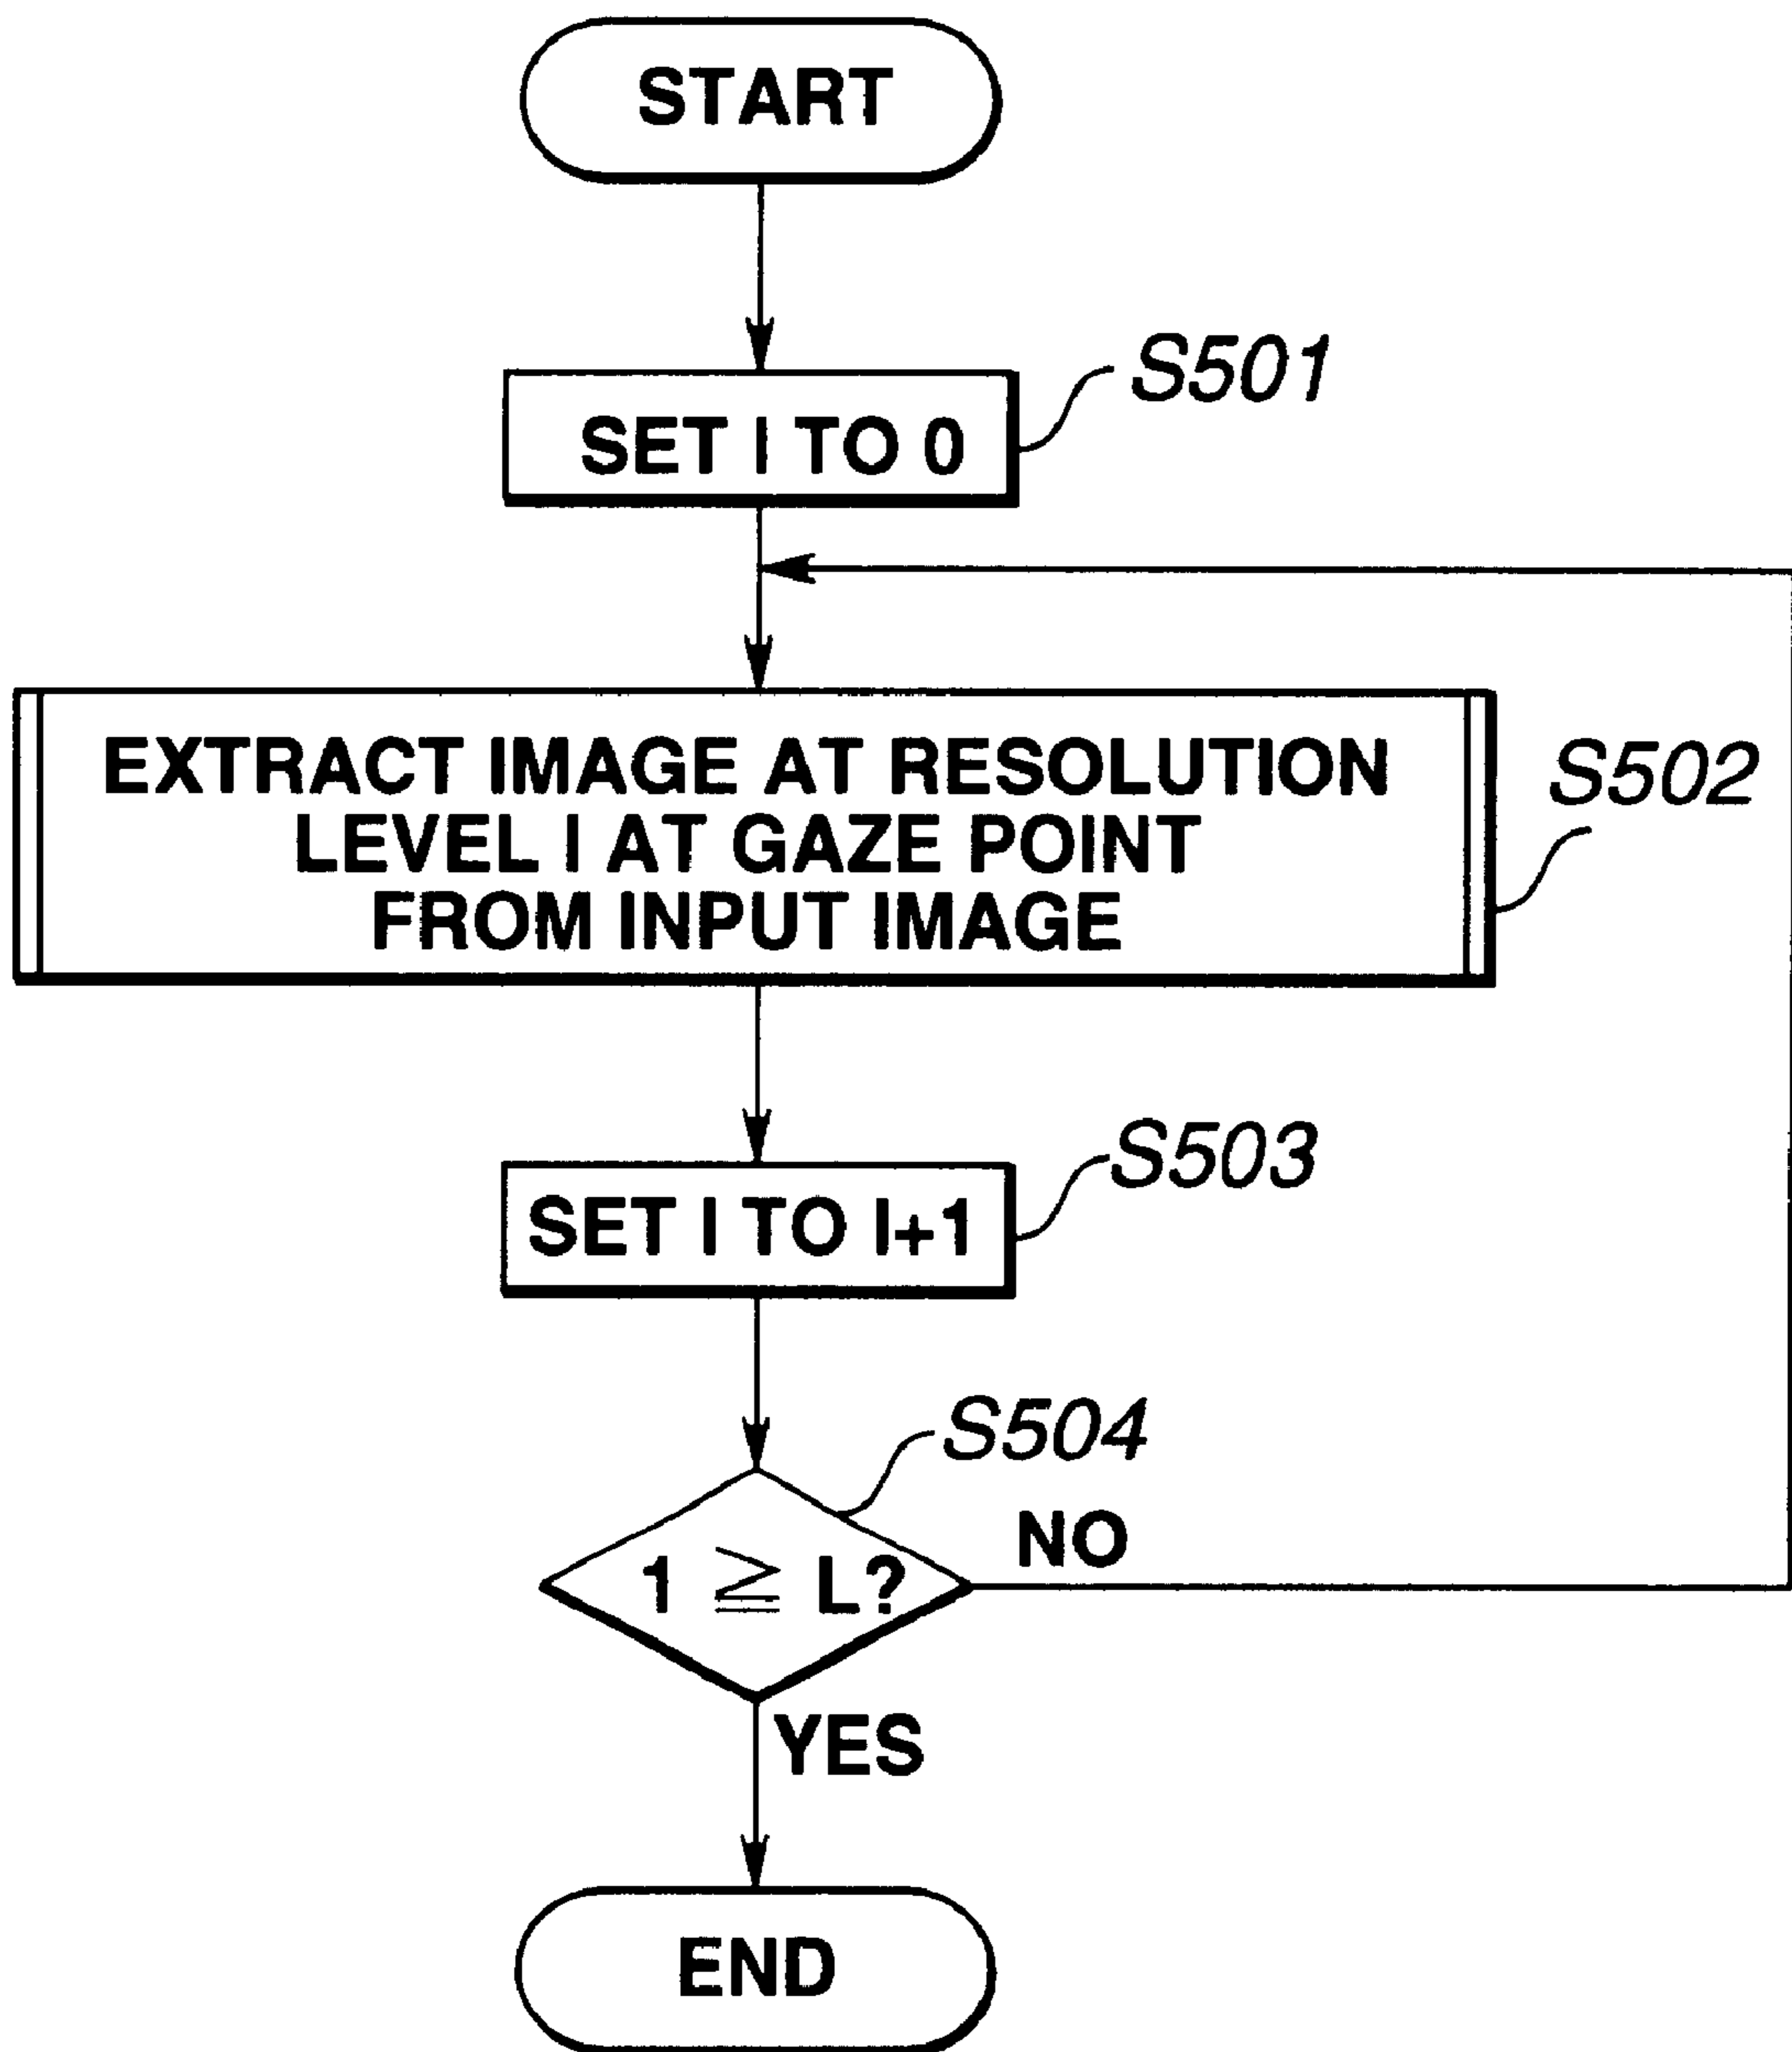 START
SET I TO 0
S501
EXTRACT IMAGE AT RESOLUTION
LEVEL I AT GAZE POINT
FROM INPUT IMAGE
S502
SET I TO I+1
S503
S504
1 ≧ L?
NO
YES
END